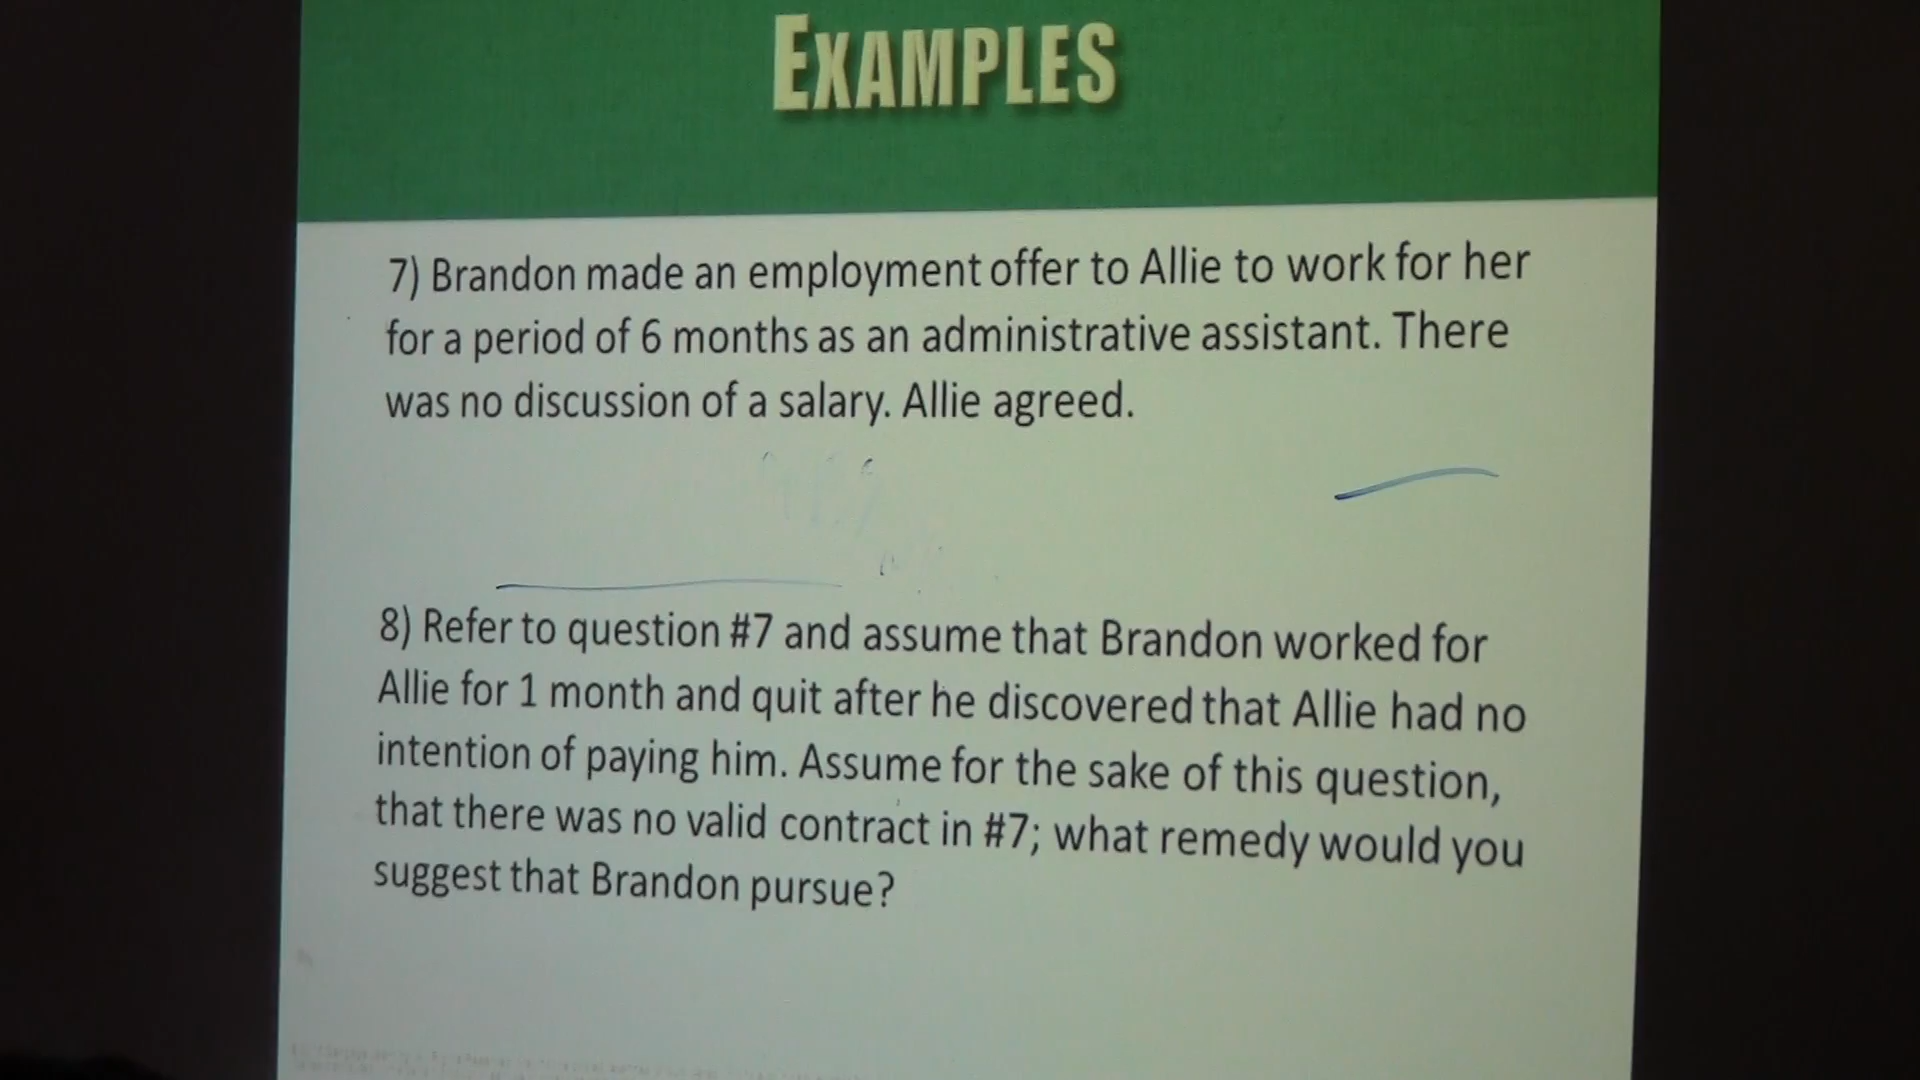 EXAMPLES
7) Brandon made an employment offer to Allie to work for her
for a period of 6 months as an administrative assistant. There
was no discussion of a salary. Allie agreed.
8) Refer to question #7 and assume that Brandon worked for
Allie for 1 month and quit after he discovered that Allie had no
intention of paying him. Assume for the sake of this question,
that there was no valid contract in #7; what remedy would you
suggest that Brandon pursue?